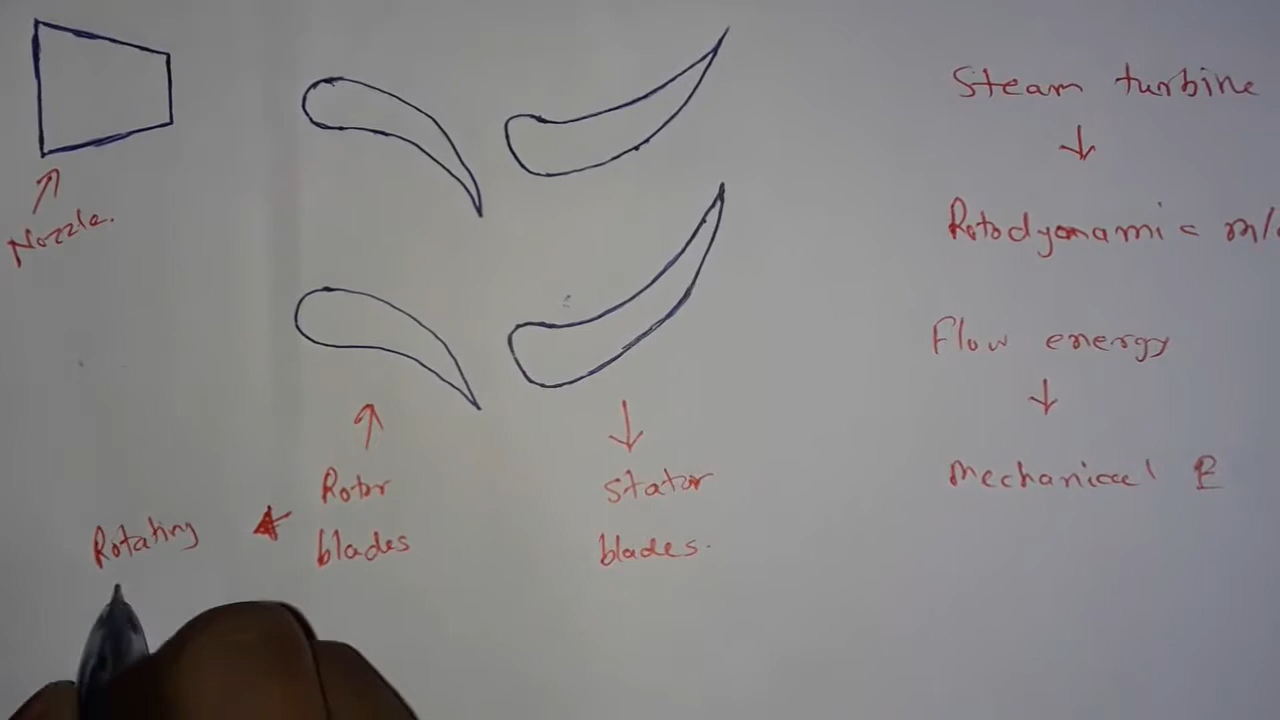 Steam turbine
↓
Rotodynamic m/
Flow energy
↓
Mechanical E
Nozzle.
Rotor
blades
Stator
blades.
Rotating